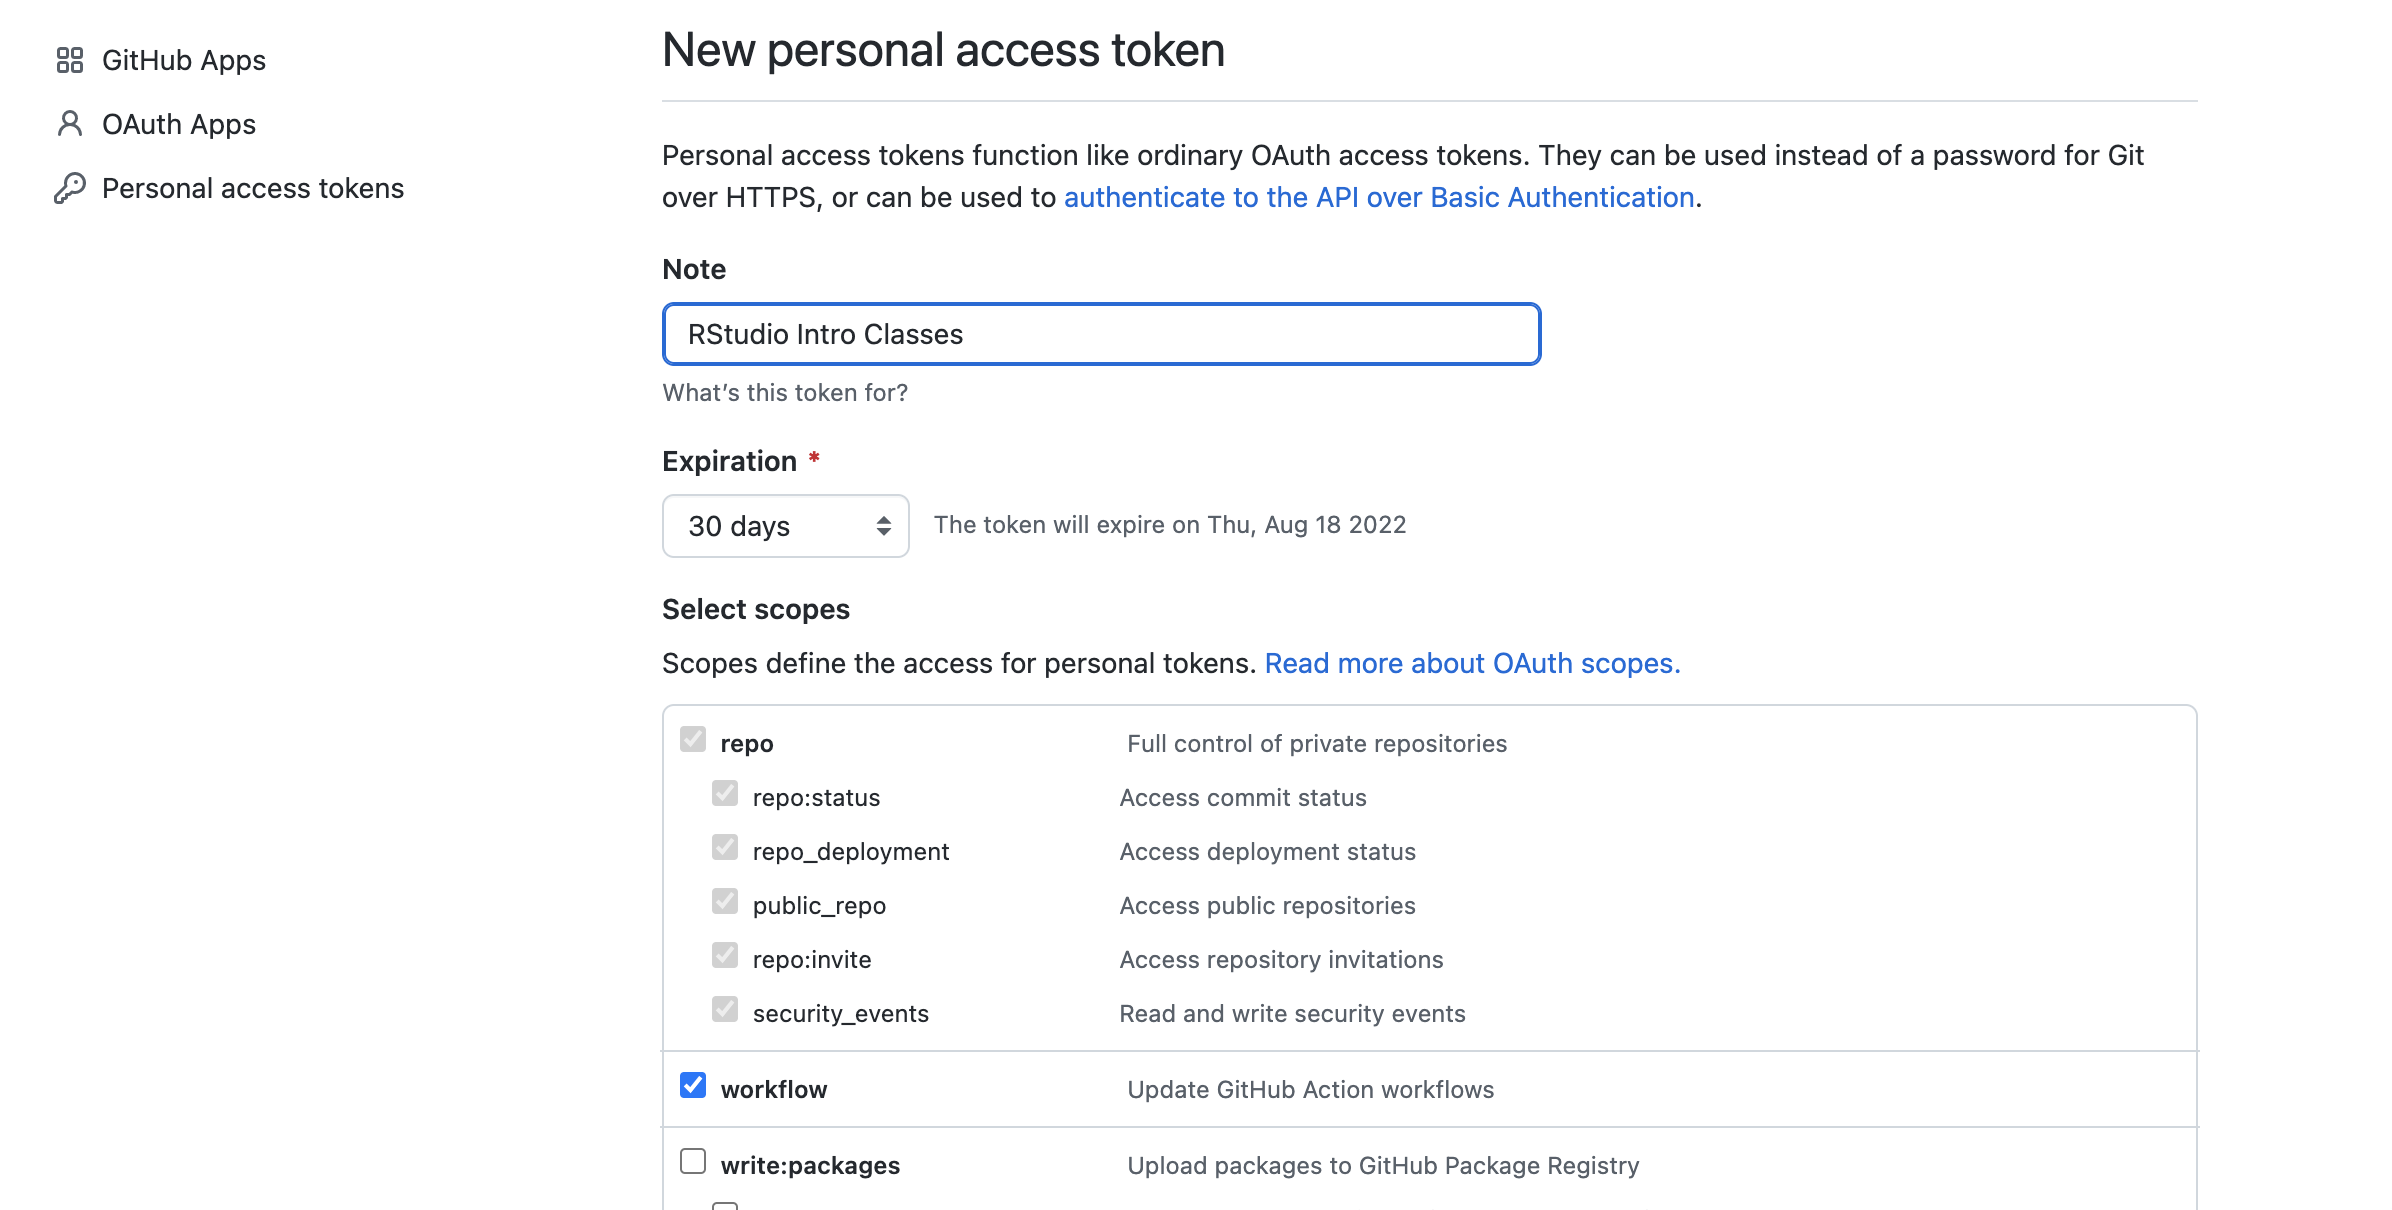 GitHub Apps
OAuth Apps
Personal access tokens
New personal access token
Personal access tokens function like ordinary OAuth access tokens. They can be used instead of a password for Git
over HTTPS, or can be used to authenticate to the API over Basic Authentication.
Note
RStudio Intro Classes
What’s this token for?
Expiration *
30 days The token will expire on Thu, Aug 18 2022
Select scopes
Scopes define the access for personal tokens. Read more about OAuth scopes.
repo Full control of private repositories
repo:status Access commit status
repo_deployment Access deployment status
public_repo Access public repositories
repo:invite Access repository invitations
security_events Read and write security events
workflow Update GitHub Action workflows
write:packages Upload packages to GitHub Package Registry